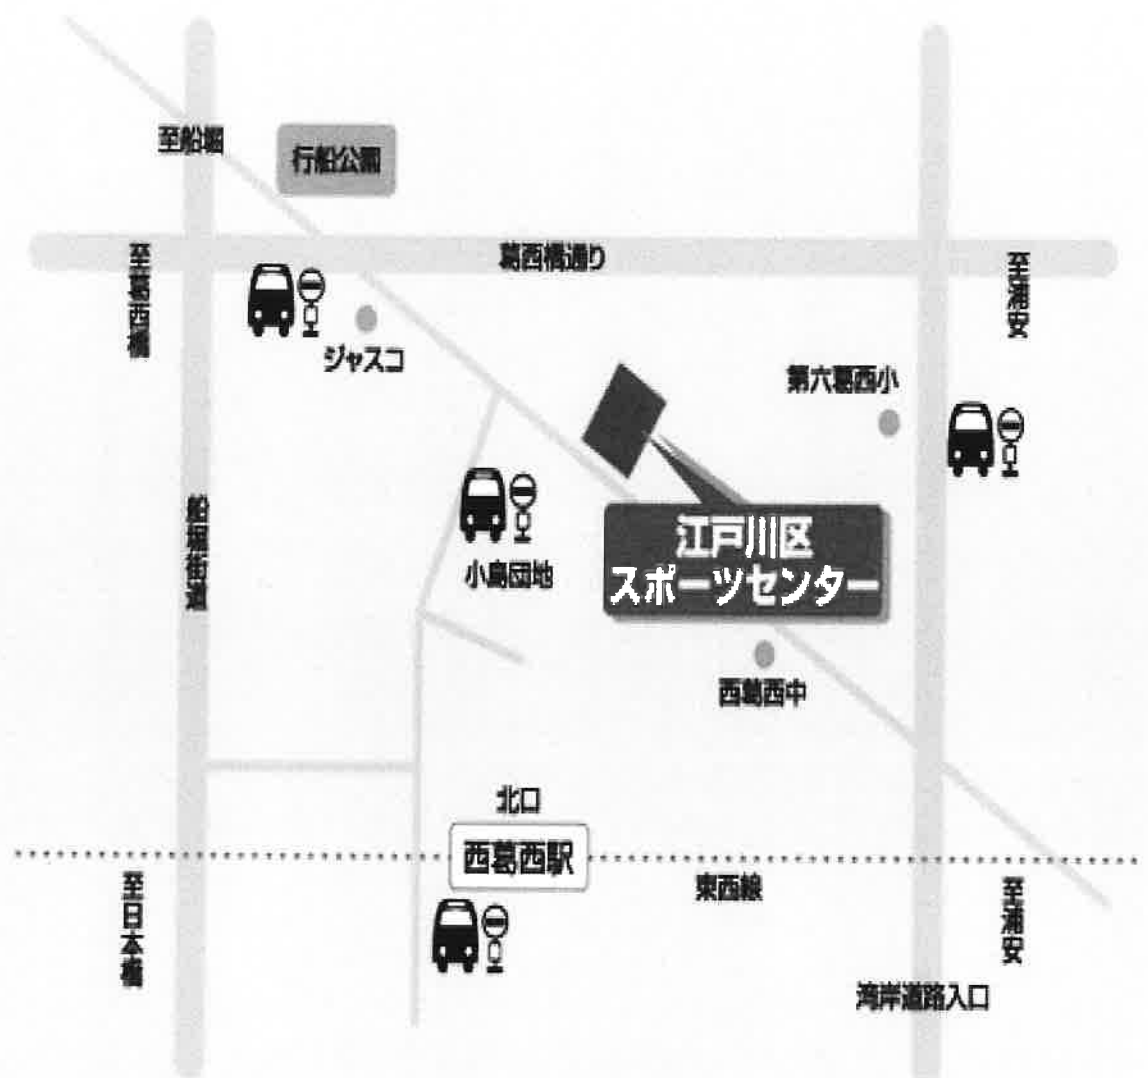 至船堀
行船公園
至葛西橋
葛西橋通り
至浦安
ジャスコ
第六葛西小
船堀街道
小島団地
江戸川区
スポーツセンター
西葛西中
北口
西葛西駅
東西線
至日本橋
至浦安
湾岸道路入口